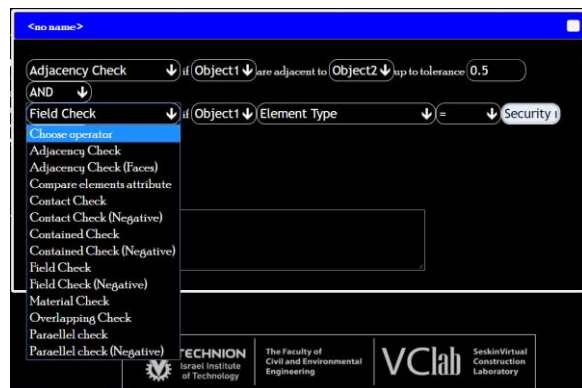 <no name>
Adjacency Check if Object1 are adjacent to Object2 up to tolerance 0.5
AND
Field Check if Object1 Element Type = Security
Choose operator
Adjacency Check
Adjacency Check (Faces)
Compare elements attribute
Contact Check
Contact Check (Negative)
Contained Check
Contained Check (Negative)
Field Check
Field Check (Negative)
Material Check
Overlapping Check
Paraellel check
Paraellel check (Negative)
TECHNION
Israel Institute
of Technology
The Faculty of
Civil and Environmental
Engineering
VClab
SeskinVirtual
Construction
Laboratory